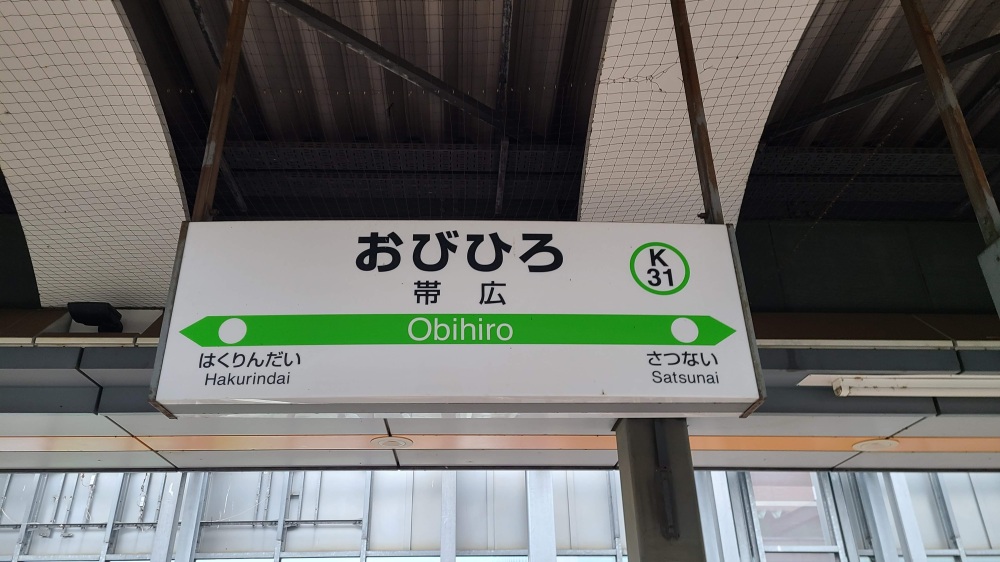 おびひろ
帯広
K
31
Obihiro
はくりんだい
Hakurindai
さつない
Satsunai